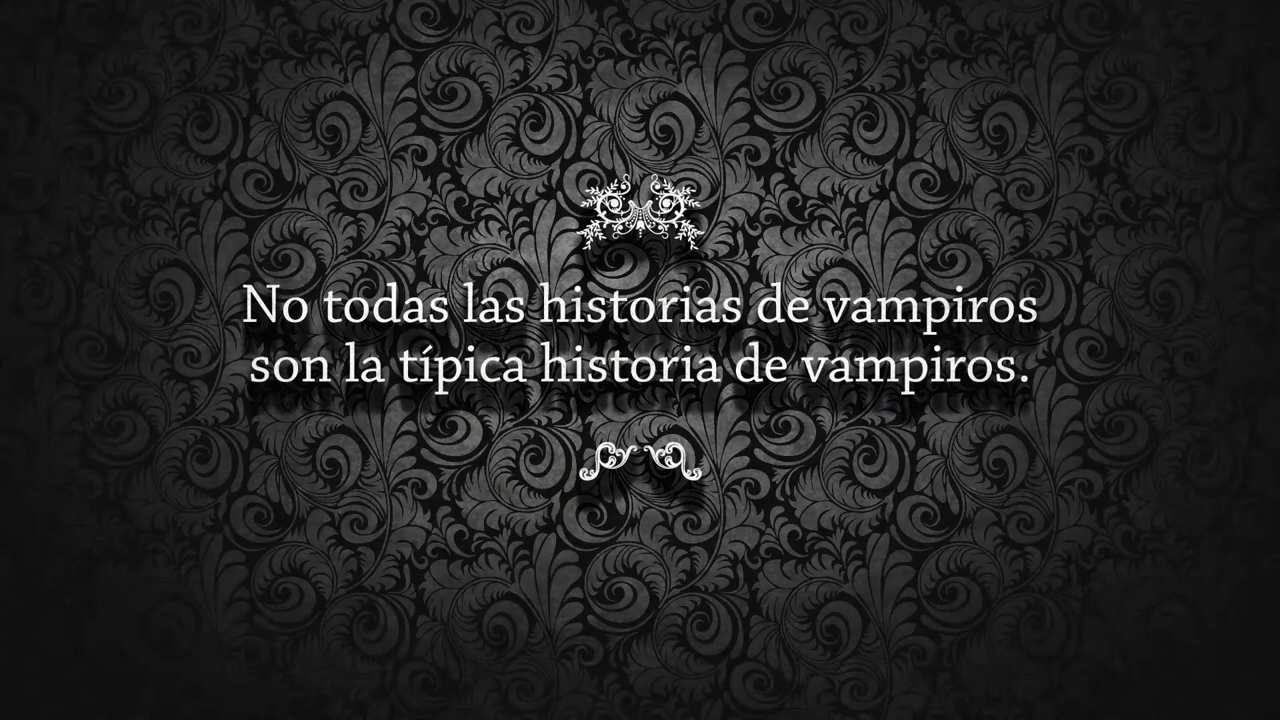 No todas las historias de vampiros
son la típica historia de vampiros.